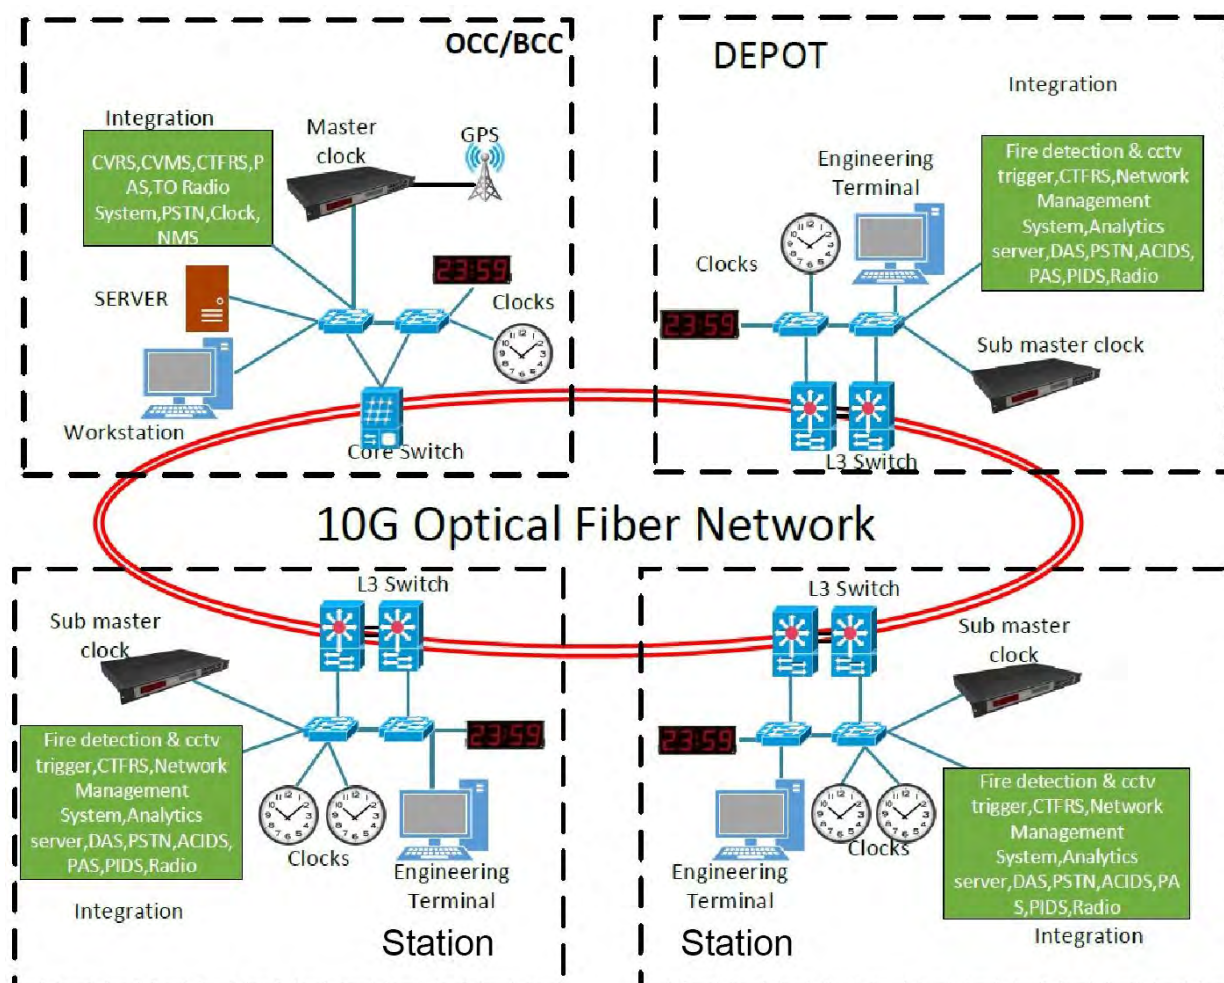 OCC/BCC
Integration
CVRS,CVMS,CTFRS,P
AS,TO Radio
System,PSTN,Clock,
NMS
Master
clock
GPS
23:59
SERVER
Clocks
Workstation
Core Switch
DEPOT
Integration
Engineering
Terminal
Fire detection & cctv
trigger,CTFRS,Network
Management
System,Analytics
server,DAS,PSTN,ACIDS,
PAS,PIDS,Radio
Clocks
23:59
Sub master clock
L3 Switch
10G Optical Fiber Network
L3 Switch
Sub master
clock
23:59
Fire detection & cctv
trigger,CTFRS,Network
Management
System,Analytics
server,DAS,PSTN,ACIDS,
PAS,PIDS,Radio
Clocks
Engineering
Terminal
Integration
Station
L3 Switch
Sub master
clock
23:59
Fire detection & cctv
trigger,CTFRS,Network
Management
System,Analytics
server,DAS,PSTN,ACIDS,PA
S,PIDS,Radio
Clocks
Engineering
Terminal
Integration
Station